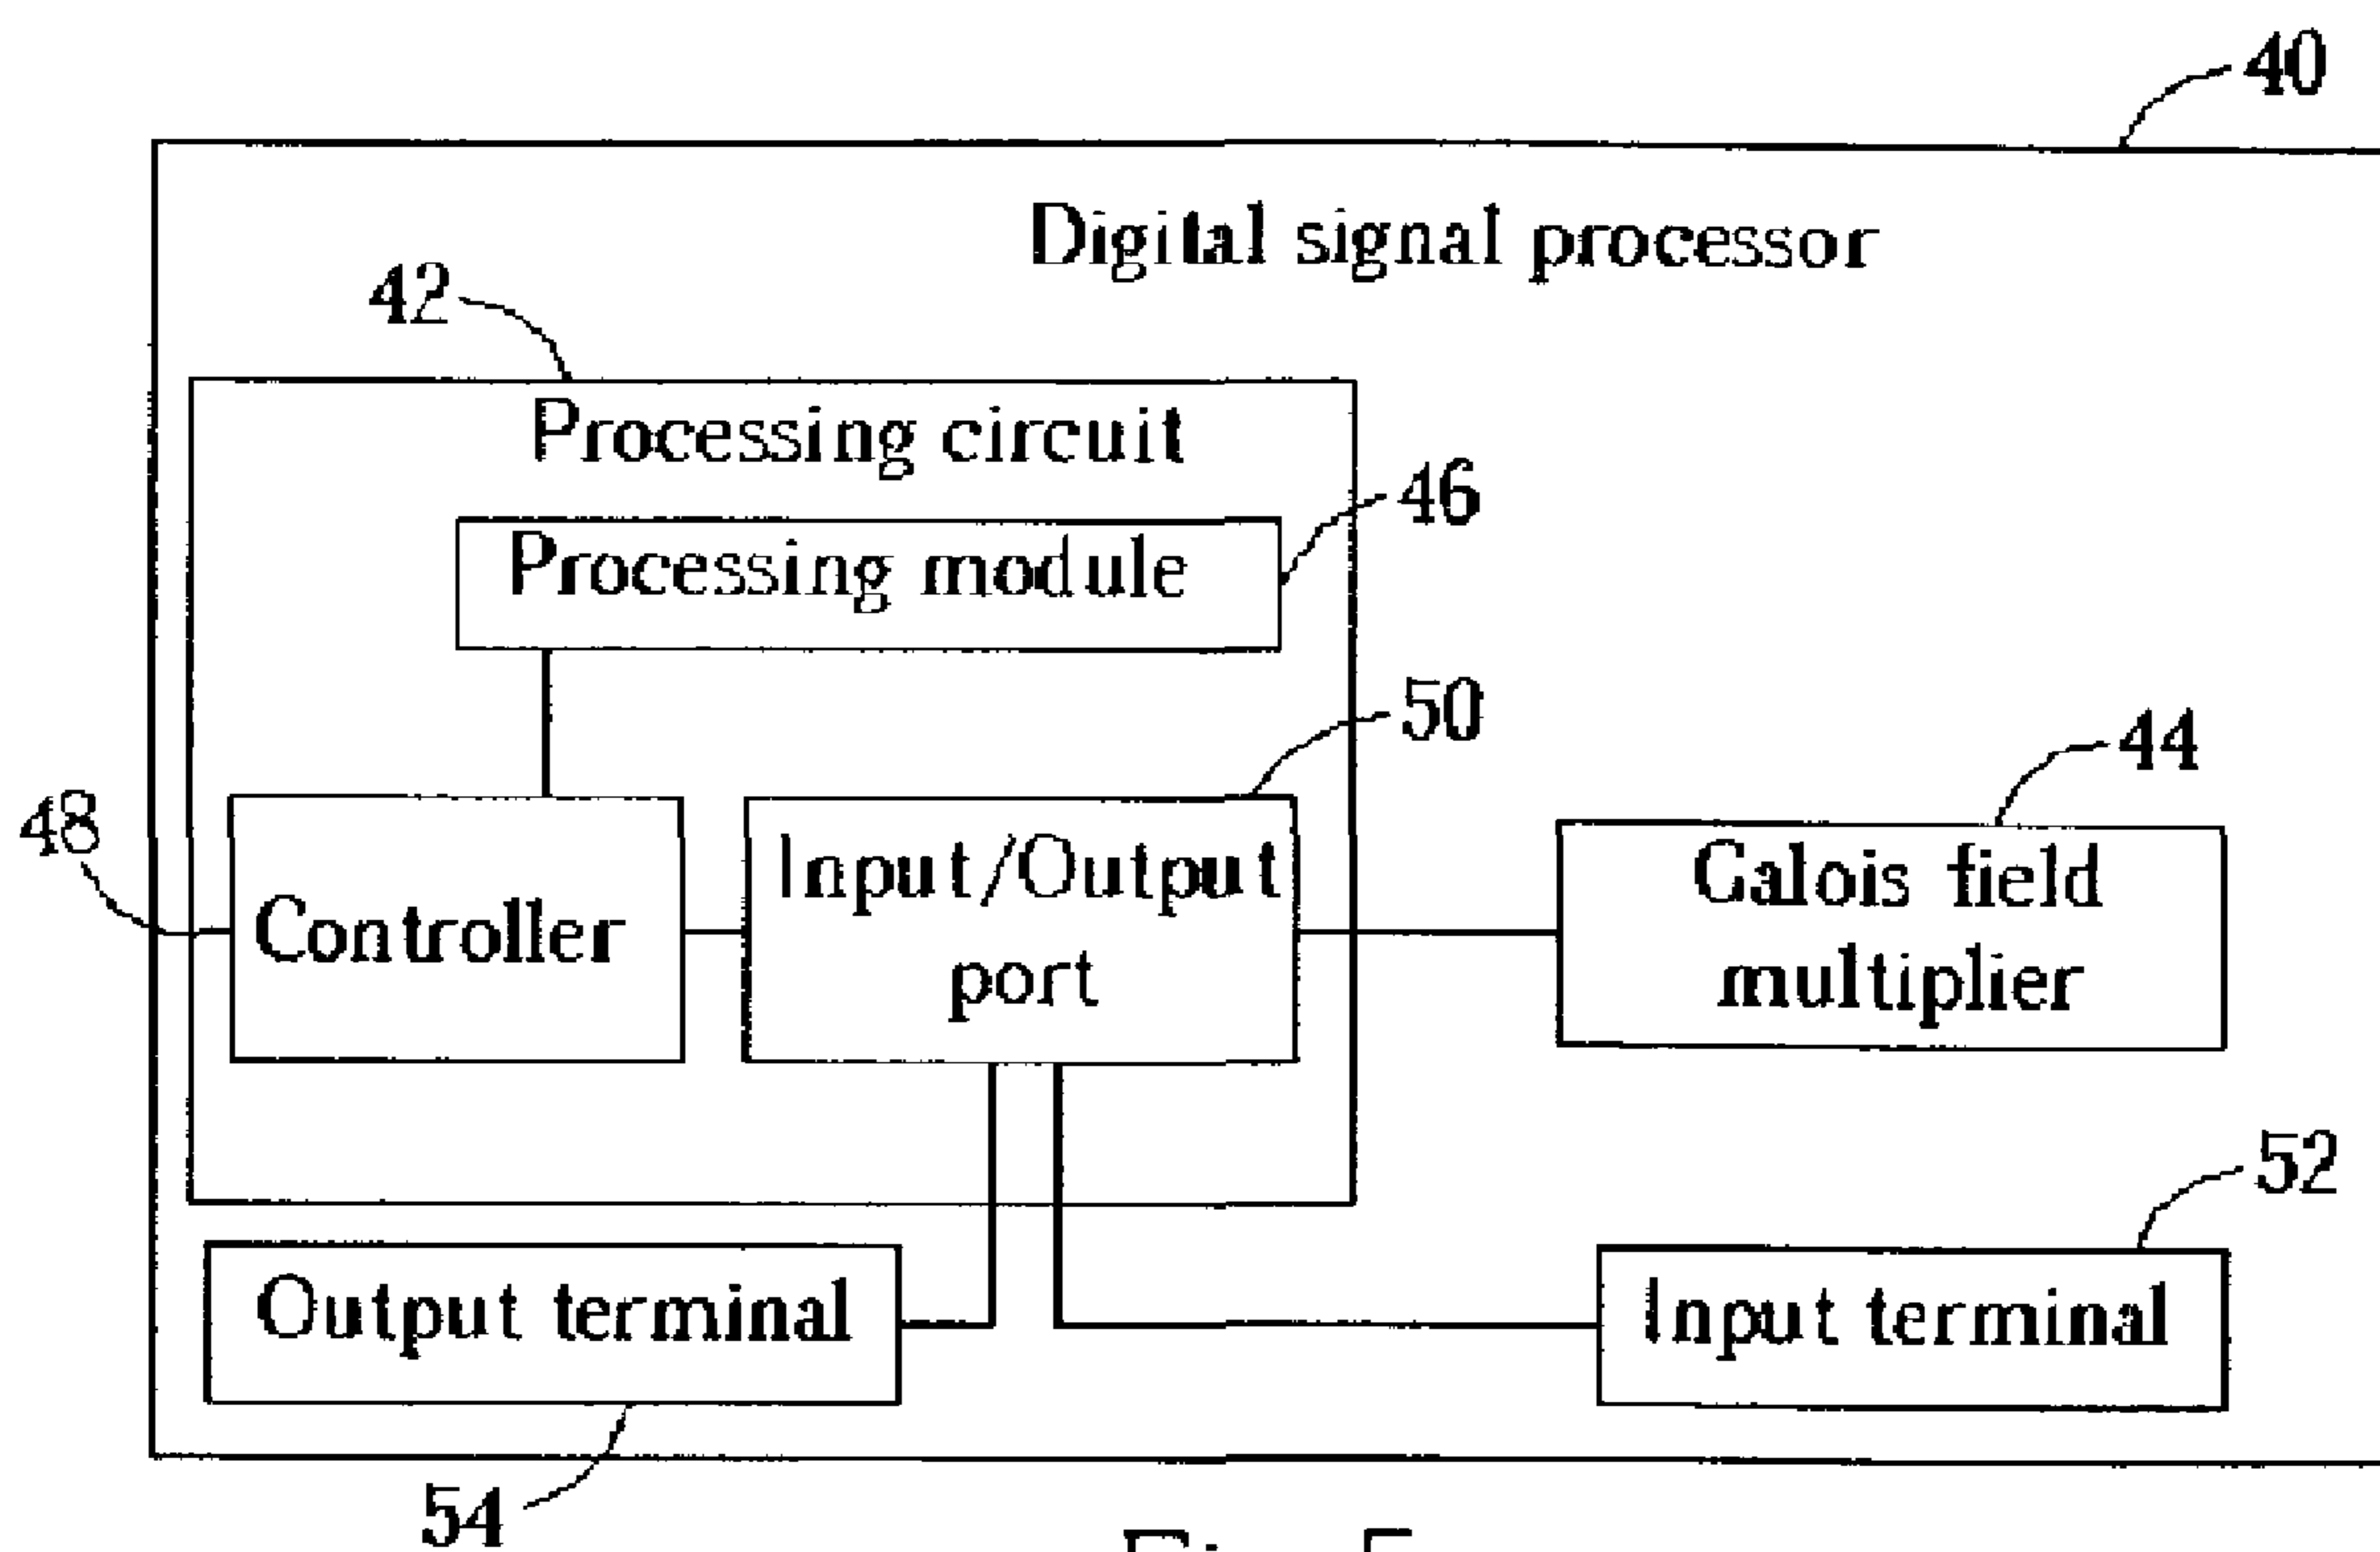 40
Digital signal processor
42
Processing circuit
46
Processing module
50
44
48
Input/Output
port
Controller
Galois field
multiplier
52
Output terminal
Input terminal
54